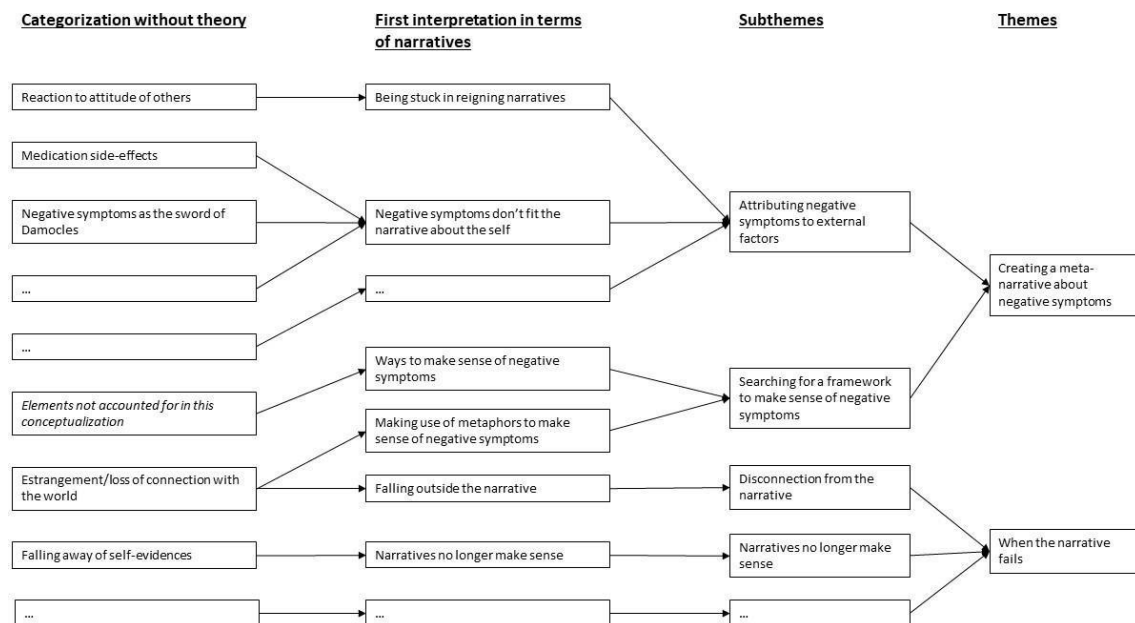 Categorization without theory
First interpretation in terms
of narratives
Subthemes
Themes
Reaction to attitude of others
Being stuck in reigning narratives
Medication side-effects
Negative symptoms as the sword of
Damocles
Negative symptoms don't fit the
narrative about the self
Attributing negative
symptoms to external
factors
...
...
Creating a meta-
narrative about
negative symptoms
...
Ways to make sense of negative
symptoms
Searching for a framework
to make sense of negative
symptoms
Elements not accounted for in this
conceptualization
Making use of metaphors to make
sense of negative symptoms
Estrangement/loss of connection with
the world
Falling outside the narrative
Disconnection from the
narrative
Falling away of self-evidences
Narratives no longer make sense
Narratives no longer make
sense
When the narrative
fails
...
...
...